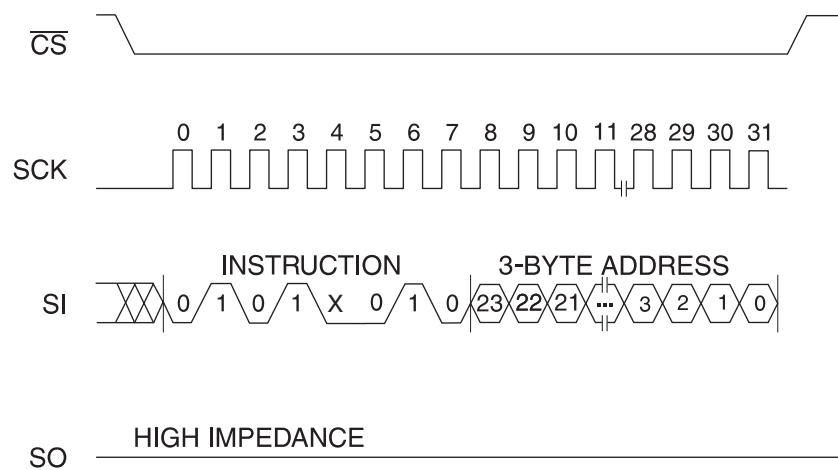 CS
0 1 2 3 4 5 6 7 8 9 10 11 28 29 30 31
SCK
INSTRUCTION 3-BYTE ADDRESS
SI 0 1 0 1 X 0 1 0 23 22 21 ... 3 2 1 0
HIGH IMPEDANCE
SO